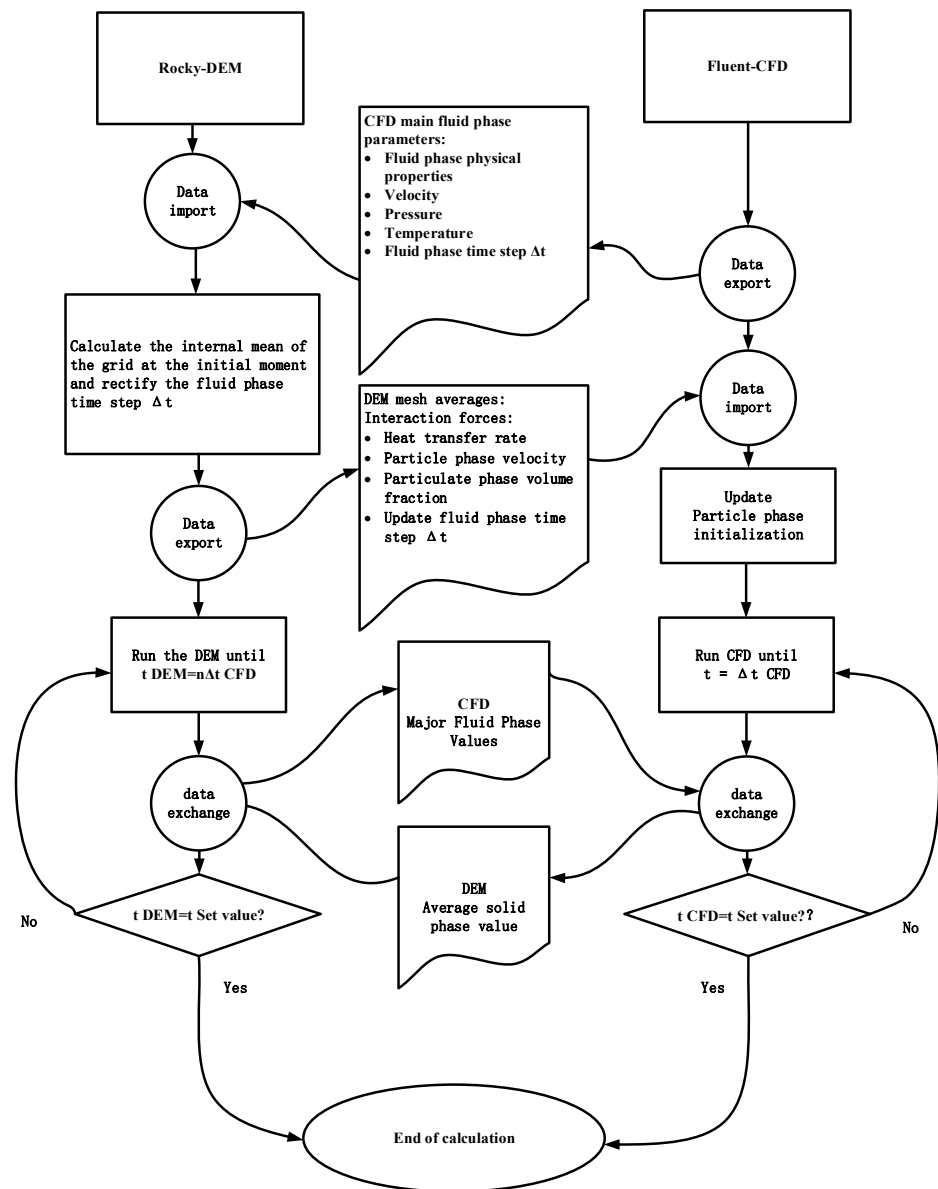 Rocky-DEM
Fluent-CFD
CFD main fluid phase
parameters:
• Fluid phase physical
properties
• Velocity
• Pressure
• Temperature
• Fluid phase time step Δt
Data
import
Data
export
Calculate the internal mean of
the grid at the initial moment
and rectify the fluid phase
time step Δt
DEM mesh averages:
Interaction forces:
• Heat transfer rate
• Particle phase velocity
• Particulate phase volume
fraction
• Update fluid phase time
step Δt
Data
import
Data
export
Update
Particle phase
initialization
Run the DEM until
t DEM=nΔt CFD
Run CFD until
t = Δt CFD
CFD
Major Fluid Phase
Values
data
exchange
data
exchange
DEM
Average solid
phase value
t DEM=t Set value?
t CFD=t Set value??
No
No
Yes
Yes
End of calculation